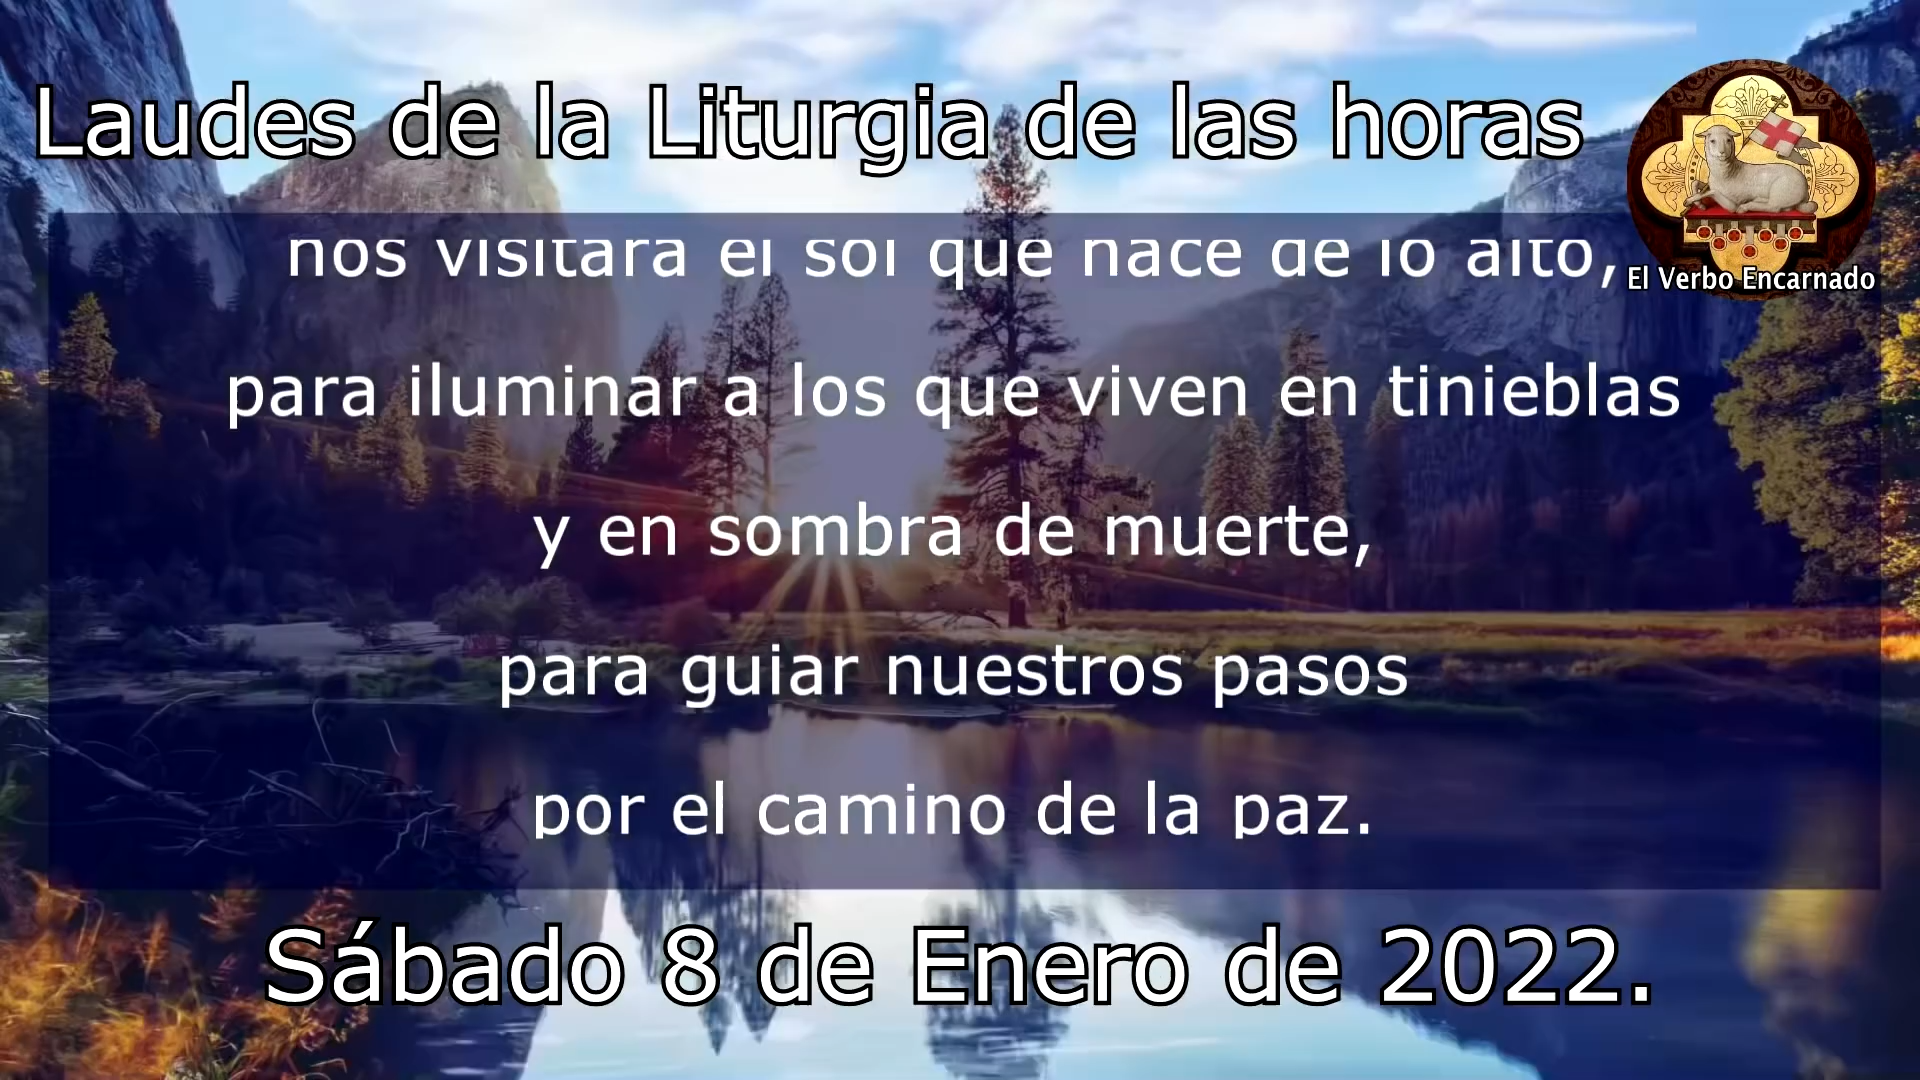 Laudes de la Liturgia de las horas
El Verbo Encarnado
nos visitará el sol que nace de lo alto,
para iluminar a los que viven en tinieblas
y en sombra de muerte,
para guiar nuestros pasos
por el camino de la paz.
Sábado 8 de Enero de 2022.